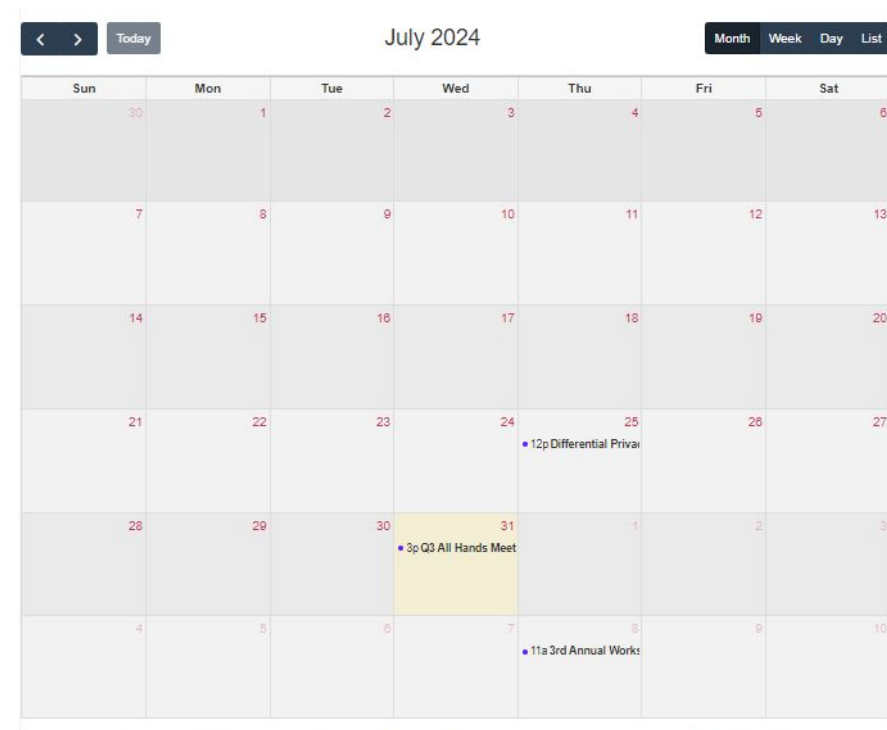 Today July 2024 Month Week Day List
Sun Mon Tue Wed Thu Fri Sat
30 1 2 3 4 5 6
7 8 9 10 11 12 13
14 15 16 17 18 19 20
21 22 23 24 25 26 27
12p Differential Priva
28 29 30 31 1 2 3
3p Q3 All Hands Meet
4 5 6 7 8 9 10
11a 3rd Annual Works